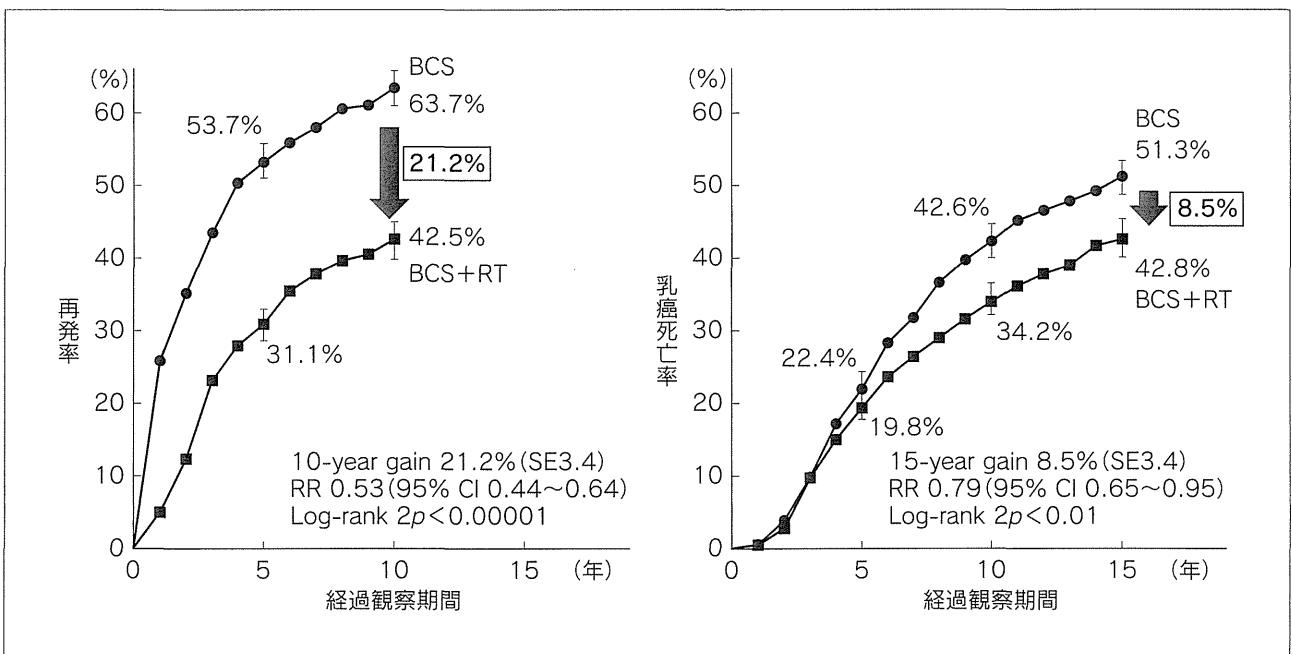 (%)
60
50
40
30
20
10
0
再発率
BCS
63.7%
53.7%
21.2%
42.5%
BCS+RT
31.1%
10-year gain 21.2%(SE3.4)
RR 0.53(95% CI 0.44～0.64)
Log-rank 2p<0.00001
0 5 10 15 (年)
経過観察期間
(%)
60
50
40
30
20
10
0
乳癌死亡率
BCS
51.3%
42.6%
8.5%
42.8%
BCS+RT
34.2%
22.4%
19.8%
15-year gain 8.5%(SE3.4)
RR 0.79(95% CI 0.65～0.95)
Log-rank 2p<0.01
0 5 10 15 (年)
経過観察期間